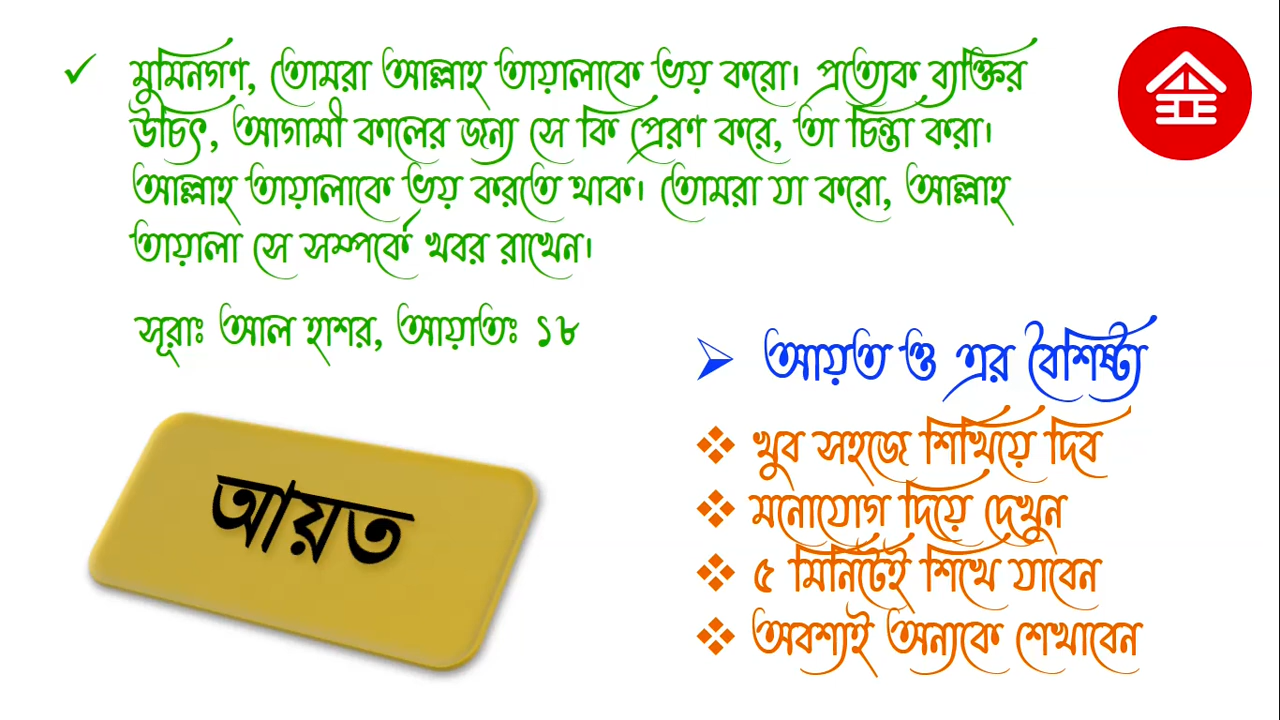 মুমিনগণ, তোমরা আল্লাহ তায়ালাকে ভয় করো। প্রত্যেক ব্যক্তির
উচিৎ, আগামী কালের জন্য সে কি প্রেরণ করে, তা চিন্তা করা।
আল্লাহ তায়ালাকে ভয় করতে থাক। তোমরা যা করো, আল্লাহ
তায়ালা সে সম্পর্কে খবর রাখেন।
সূরাঃ আল হাশর, আয়াতঃ ১৮
আয়ত ও এর বৈশিষ্ট্য
খুব সহজে শিখিয়ে দিব
মনোযোগ দিয়ে দেখুন
৫ মিনিটেই শিখে যাবেন
অবশ্যই অন্যকে শেখাবেন
আয়ত